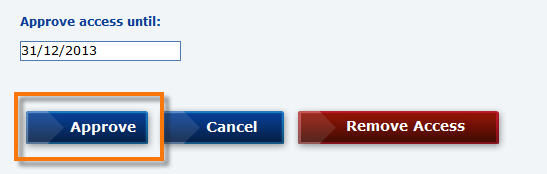 Approve access until:
31/12/2013
Approve Cancel Remove Access